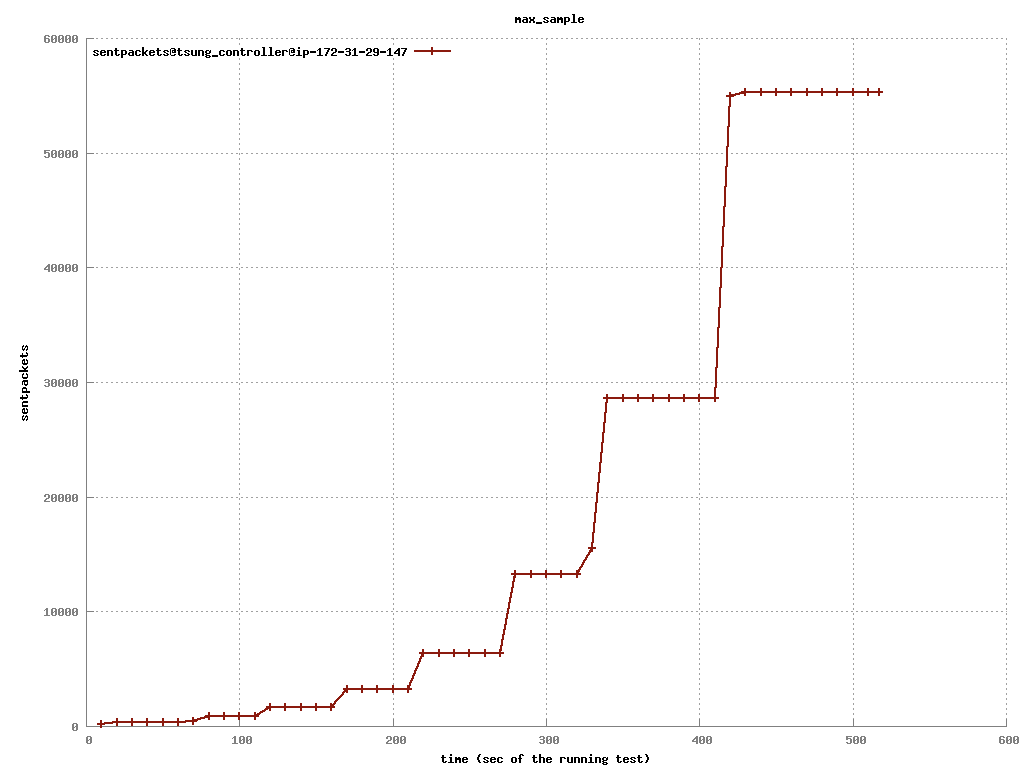 max_sample
60000
sentpackets@tsung_controller@ip-172-31-29-147
50000
40000
30000
20000
10000
0
sentpackets
0 100 200 300 400 500 600
time (sec of the running test)